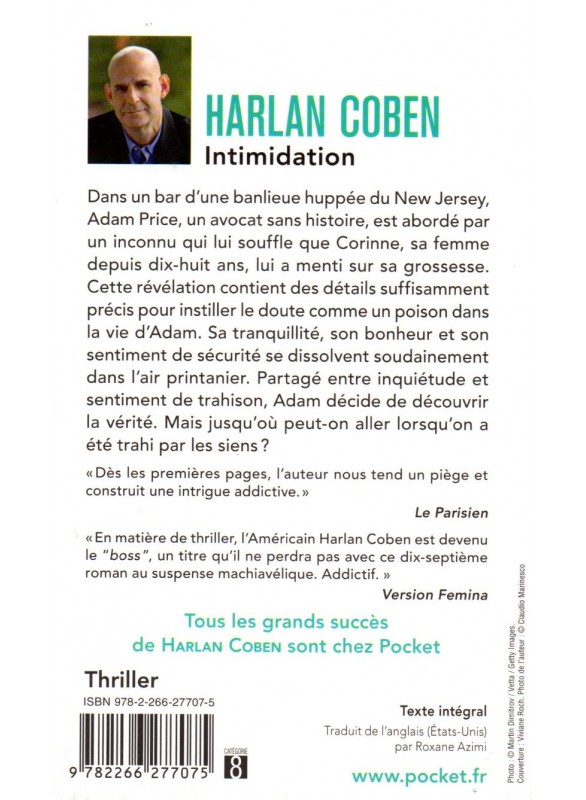 HARLAN COBEN
Intimidation
Dans un bar d'une banlieue huppée du New Jersey,
Adam Price, un avocat sans histoire, est abordé par
un inconnu qui lui souffle que Corinne, sa femme
depuis dix-huit ans, lui a menti sur sa grossesse.
Cette révélation contient des détails suffisamment
précis pour instiller le doute comme un poison dans
la vie d'Adam. Sa tranquillité, son bonheur et son
sentiment de sécurité se dissolvent soudainement
dans l'air printanier. Partagé entre inquiétude et
sentiment de trahison, Adam décide de découvrir
la vérité. Mais jusqu'où peut-on aller lorsqu'on a
été trahi par les siens ?
« Dès les premières pages, l'auteur nous tend un piège et
construit une intrigue addictive. »
Le Parisien
« En matière de thriller, l'Américain Harlan Coben est devenu
le "boss", un titre qu'il ne perdra pas avec ce dix-septième
roman au suspense machiavélique. Addictif. »
Version Femina
Tous les grands succès
de HARLAN COBEN sont chez Pocket
Thriller
ISBN 978-2-266-27707-5
9 782266 277075
CATÉGORIE
8
Texte intégral
Traduit de l'anglais (États-Unis)
par Roxane Azimi
www.pocket.fr
Photo : © Martin Dimitrov / Vetta / Getty Images.
Couverture : Viviane Roch. Photo de l'auteur : © Claudio Marinesco